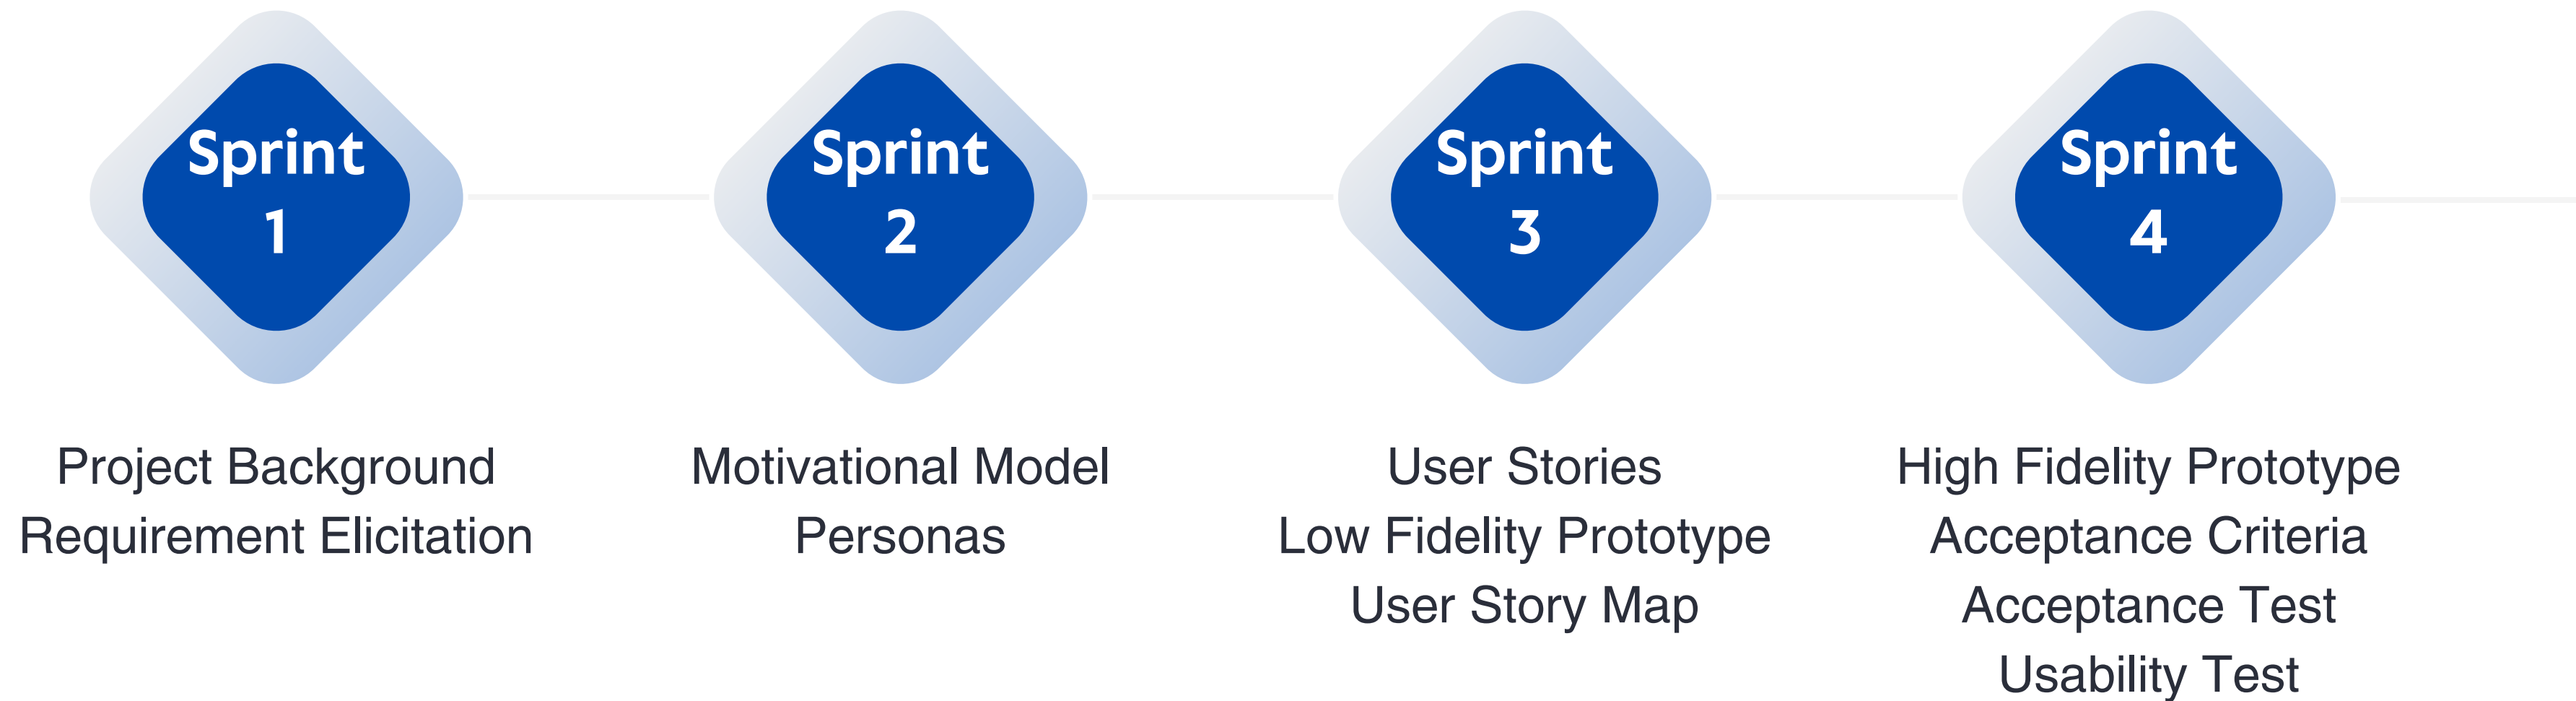 Sprint
1
Sprint
2
Sprint
3
Sprint
4
Project Background
Requirement Elicitation
Motivational Model
Personas
User Stories
Low Fidelity Prototype
User Story Map
High Fidelity Prototype
Acceptance Criteria
Acceptance Test
Usability Test